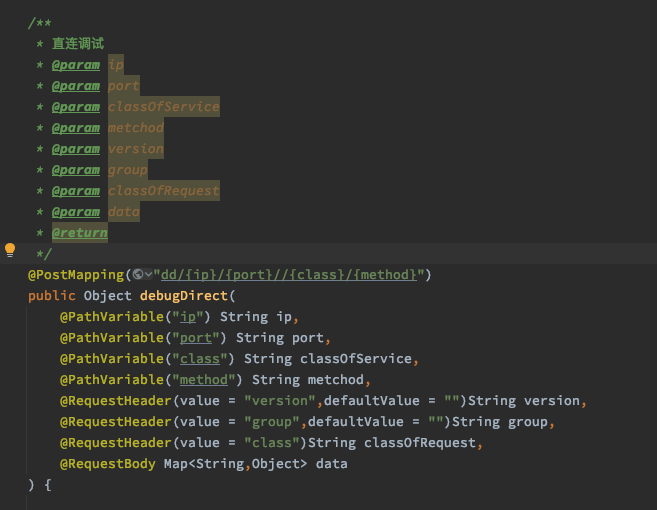 /**
 * 直连调试
 * @param ip
 * @param port
 * @param classOfService
 * @param metchod
 * @param version
 * @param group
 * @param classOfRequest
 * @param data
 * @return
 */
@PostMapping("dd/{ip}/{port}//{class}/{method}")
public Object debugDirect(
    @PathVariable("ip") String ip,
    @PathVariable("port") String port,
    @PathVariable("class") String classOfService,
    @PathVariable("method") String metchod,
    @RequestHeader(value = "version",defaultValue = "")String version,
    @RequestHeader(value = "group",defaultValue = "")String group,
    @RequestHeader(value = "class")String classOfRequest,
    @RequestBody Map<String,Object> data
) {